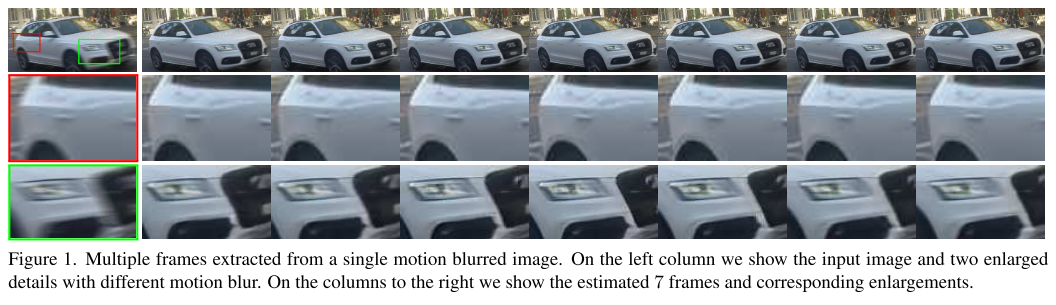 Figure 1. Multiple frames extracted from a single motion blurred image. On the left column we show the input image and two enlarged
details with different motion blur. On the columns to the right we show the estimated 7 frames and corresponding enlargements.